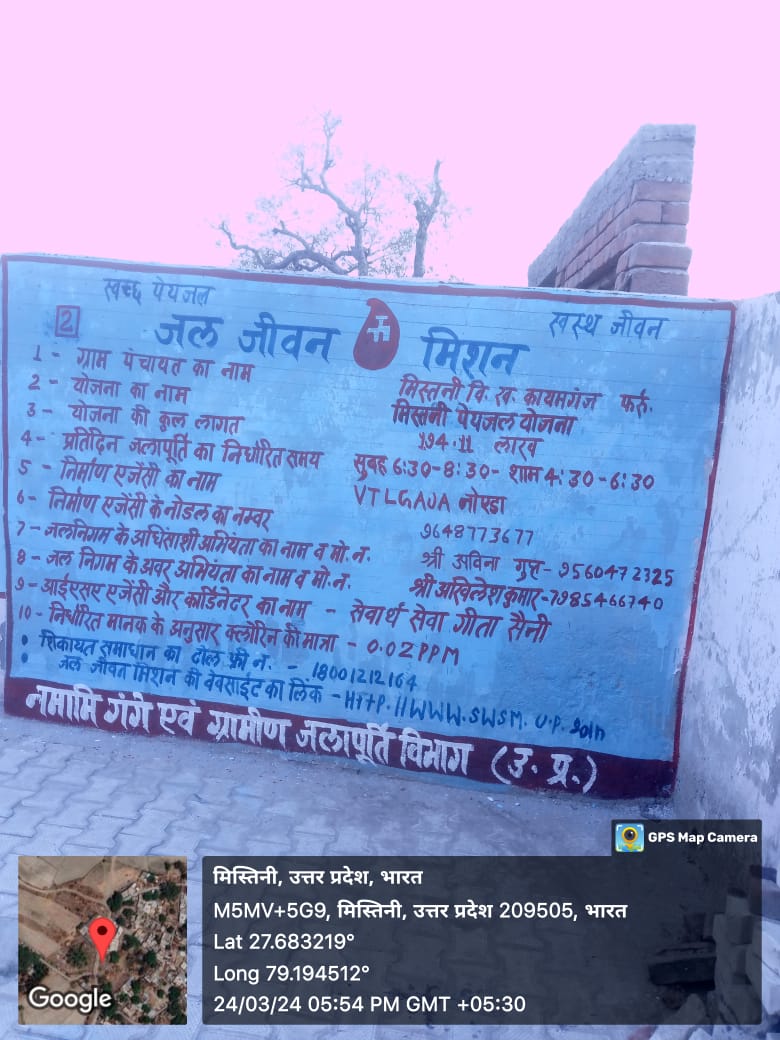 स्वच्छ पेयजल
स्वस्थ जीवन
2
जल जीवन मिशन
1 - ग्राम पंचायत का नाम मिस्तनी वि. ख. कायमगंज फर्रु.
2 - योजना का नाम मिस्तनी पेयजल योजना
3 - योजना की कुल लागत 194.11 लाख
4 - प्रतिदिन जलापूर्ति का निर्धारित समय सुबह 6:30-8:30- शाम 4:30-6:30
5 - निर्माण एजेंसी का नाम VTLGAJA नोएडा
6 - निर्माण एजेंसी के नोडल का नम्बर 9648773677
7 - जलनिगम के अधिसाशी अभियंता का नाम व मो. न. श्री अविना गुप्त- 9560472325
8 - जल निगम के अवर अभियंता का नाम व मो. न. श्री अखिलेश कुमार-7985466740
9 - आईएसए एजेंसी और कार्डिनेटर का नाम - सेवार्थ सेवा गीता सैनी
10 - निर्धारित मानक के अनुसार क्लोरिन की मात्रा - 0.02 PPM
• शिकायत समाधान का टोल फ्री न. - 18001212164
• जल जीवन मिशन की वेबसाईट का लिंक - HTTP.//WWW.SWSM.U.P.
नमामि गंगे एवं ग्रामीण जलापूर्ति विभाग (उ. प्र.)
GPS Map Camera
मिस्तिनी, उत्तर प्रदेश, भारत
M5MV+5G9, मिस्तिनी, उत्तर प्रदेश 209505, भारत
Lat 27.683219°
Long 79.194512°
24/03/24 05:54 PM GMT +05:30
Google